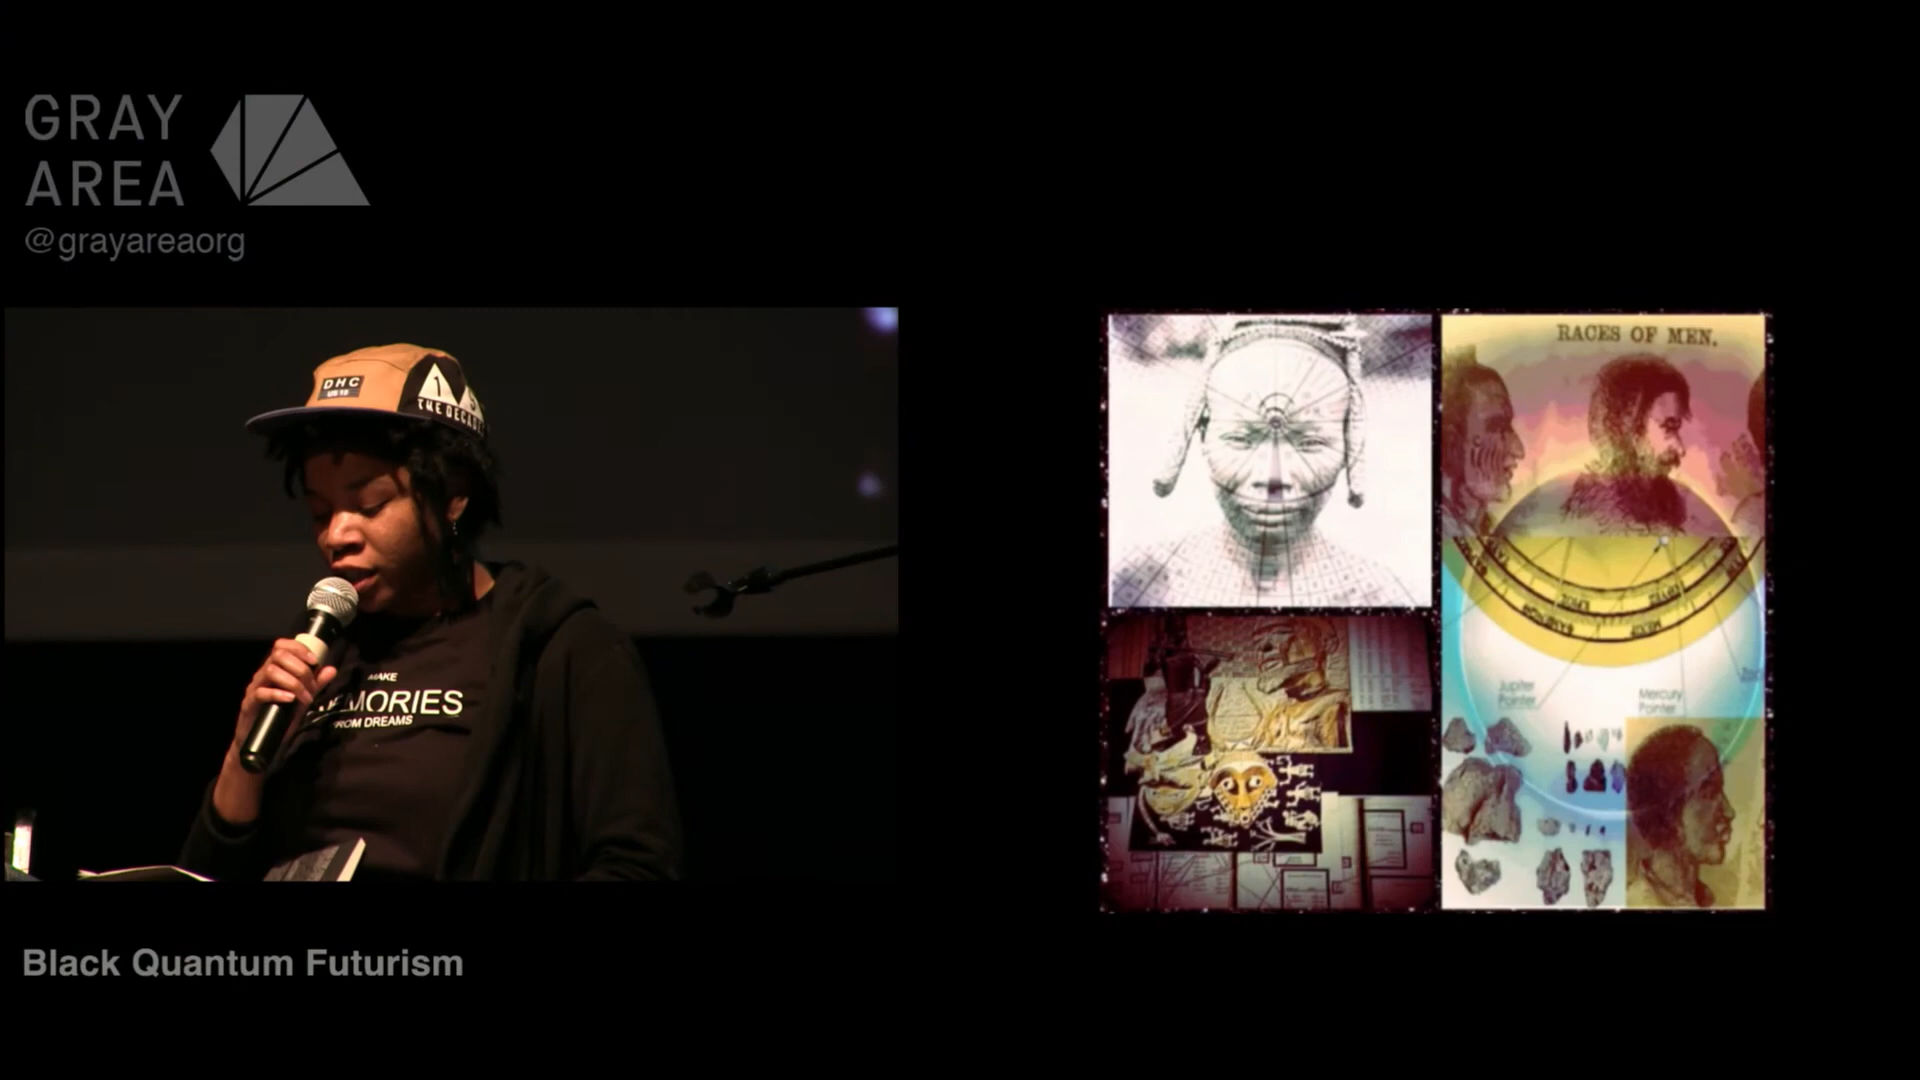 GRAY
AREA
@grayareaorg
DHC
THE DECADE
MAKE
MEMORIES
FROM DREAMS
RACES OF MEN.
Jupiter
Pointer
Mercury
Pointer
Black Quantum Futurism